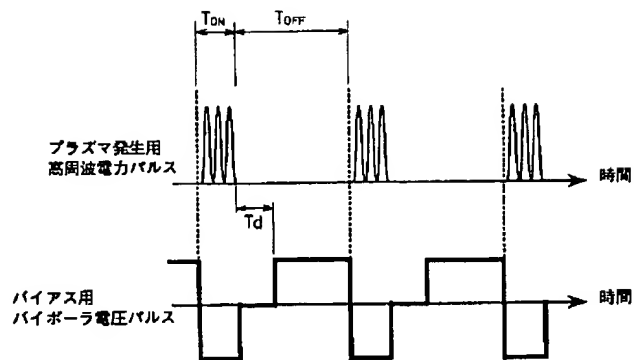 TON
TOFF
プラズマ発生用
高周波電力パルス
時間
Td
バイアス用
バイポーラ電圧パルス
時間